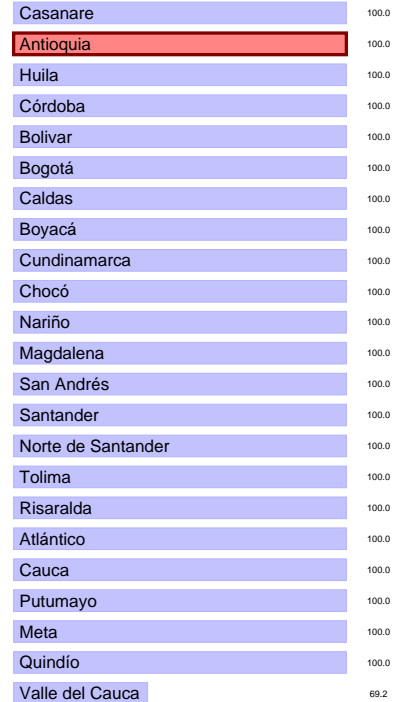 Casanare 100.0
Antioquia 100.0
Huila 100.0
Córdoba 100.0
Bolivar 100.0
Bogotá 100.0
Caldas 100.0
Boyacá 100.0
Cundinamarca 100.0
Chocó 100.0
Nariño 100.0
Magdalena 100.0
San Andrés 100.0
Santander 100.0
Norte de Santander 100.0
Tolima 100.0
Risaralda 100.0
Atlántico 100.0
Cauca 100.0
Putumayo 100.0
Meta 100.0
Quindío 100.0
Valle del Cauca 69.2